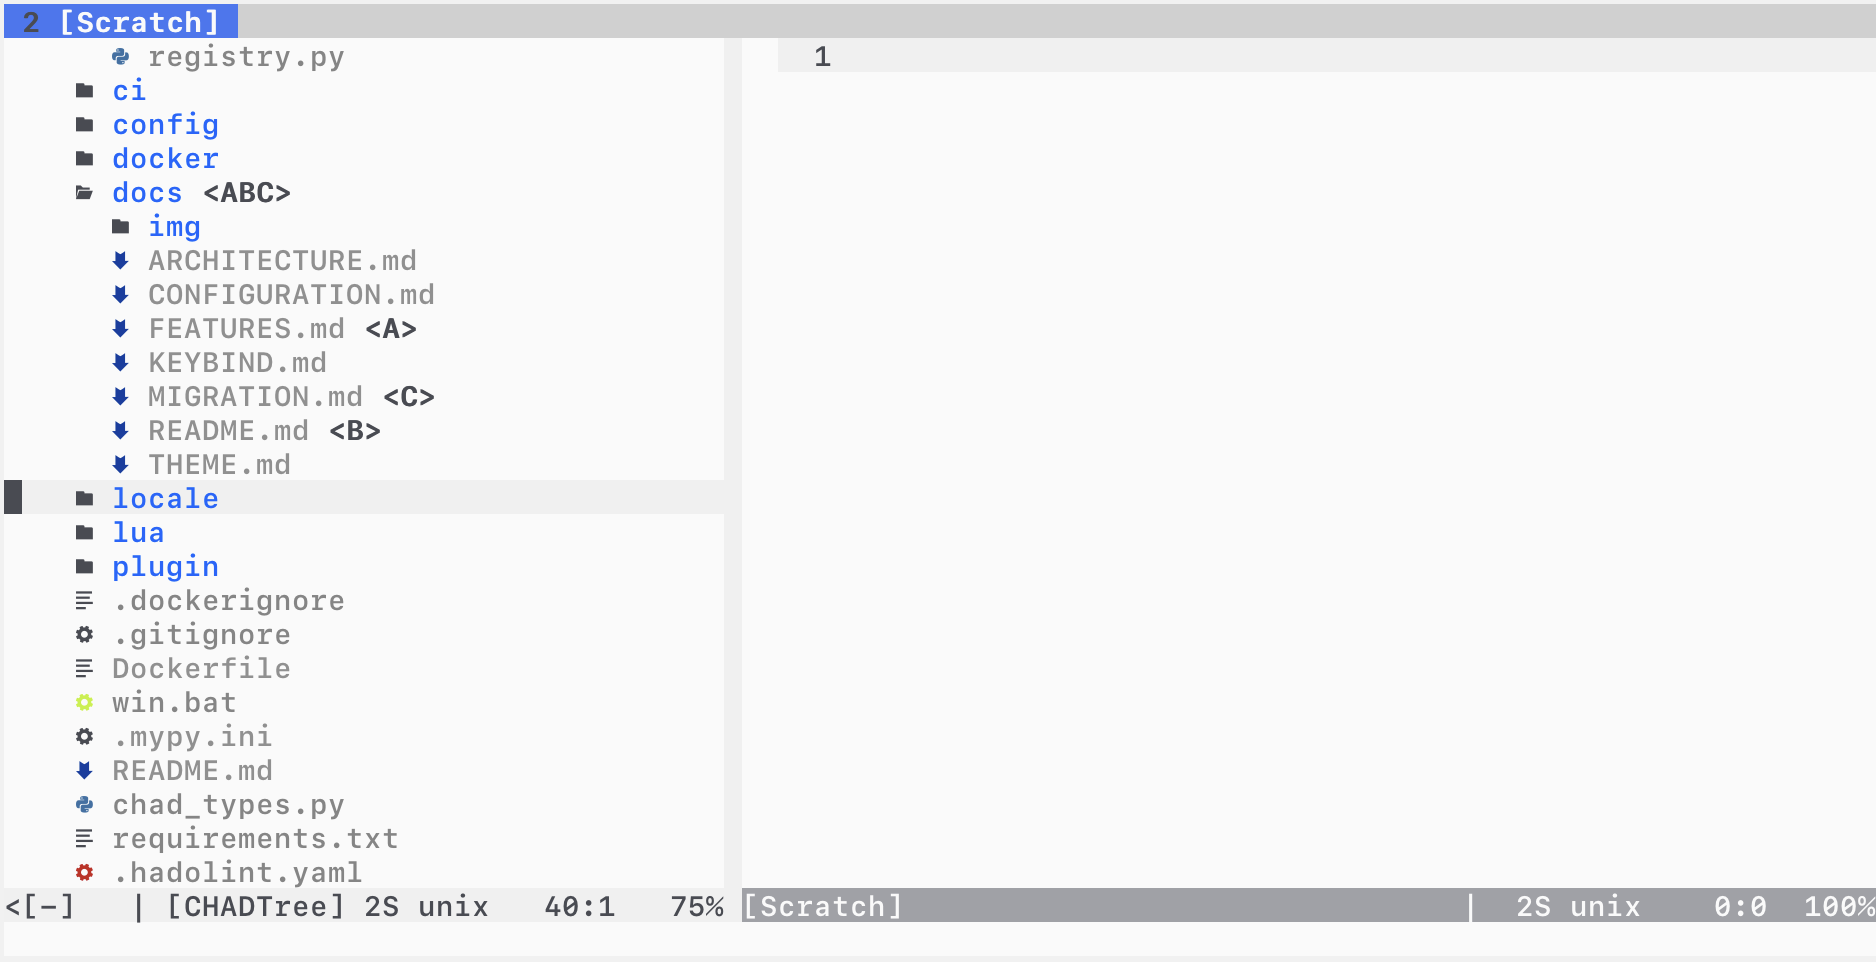 2 [Scratch]
registry.py
1
ci
config
docker
docs <ABC>
img
ARCHITECTURE.md
CONFIGURATION.md
FEATURES.md <A>
KEYBIND.md
MIGRATION.md <C>
README.md <B>
THEME.md
locale
lua
plugin
.dockerignore
.gitignore
Dockerfile
win.bat
.mypy.ini
README.md
chad_types.py
requirements.txt
.hadolint.yaml
<[-] | [CHADTree] 2S unix 40:1 75%
[Scratch] | 2S unix 0:0 100%